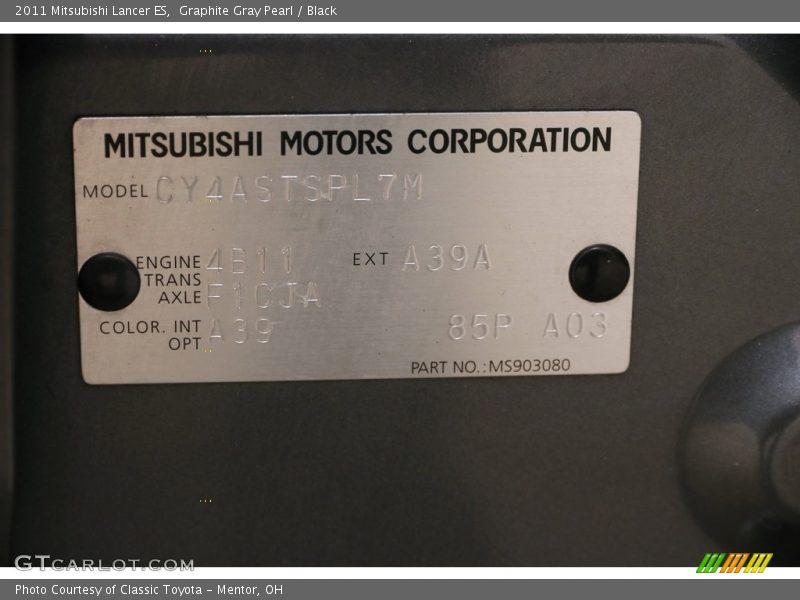 2011 Mitsubishi Lancer ES,  Graphite Gray Pearl / Black
MITSUBISHI MOTORS CORPORATION
MODEL CY4ASTSPL7M
ENGINE 4B11 EXT A39A
TRANS
AXLE F1CJA
COLOR. INT A39 85P A03
OPT
PART NO.:MS903080
GTCARLOT.COM
Photo Courtesy of Classic Toyota - Mentor, OH